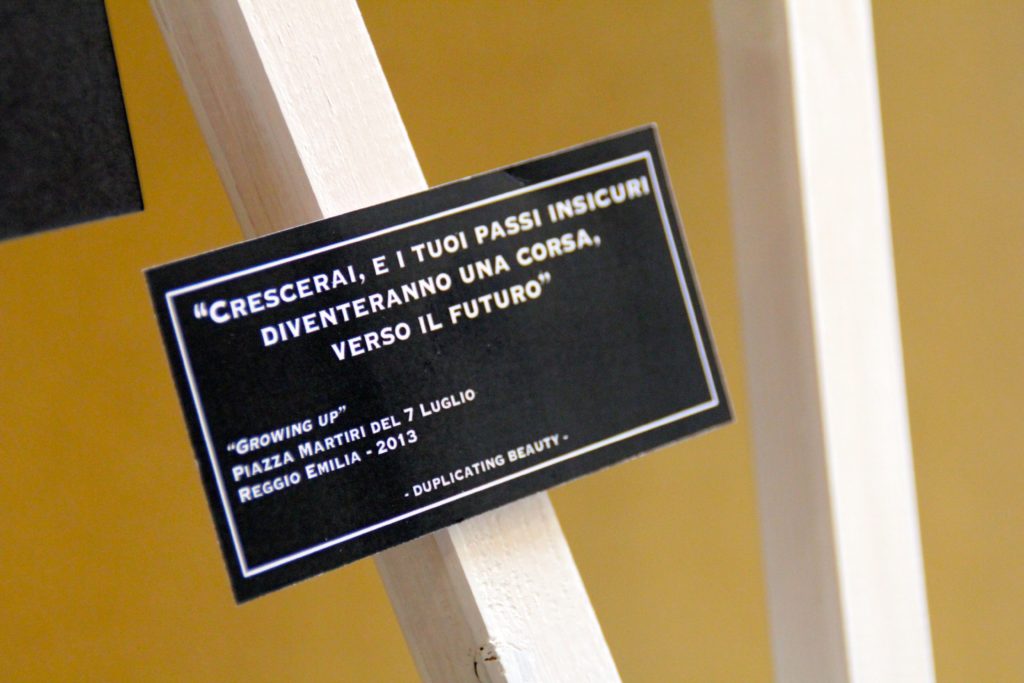 “CRESCERAI, E I TUOI PASSI INSICURI
DIVENTERANNO UNA CORSA,
VERSO IL FUTURO”
“GROWING UP”
PIAZZA MARTIRI DEL 7 LUGLIO
REGGIO EMILIA - 2013
- DUPLICATING BEAUTY -